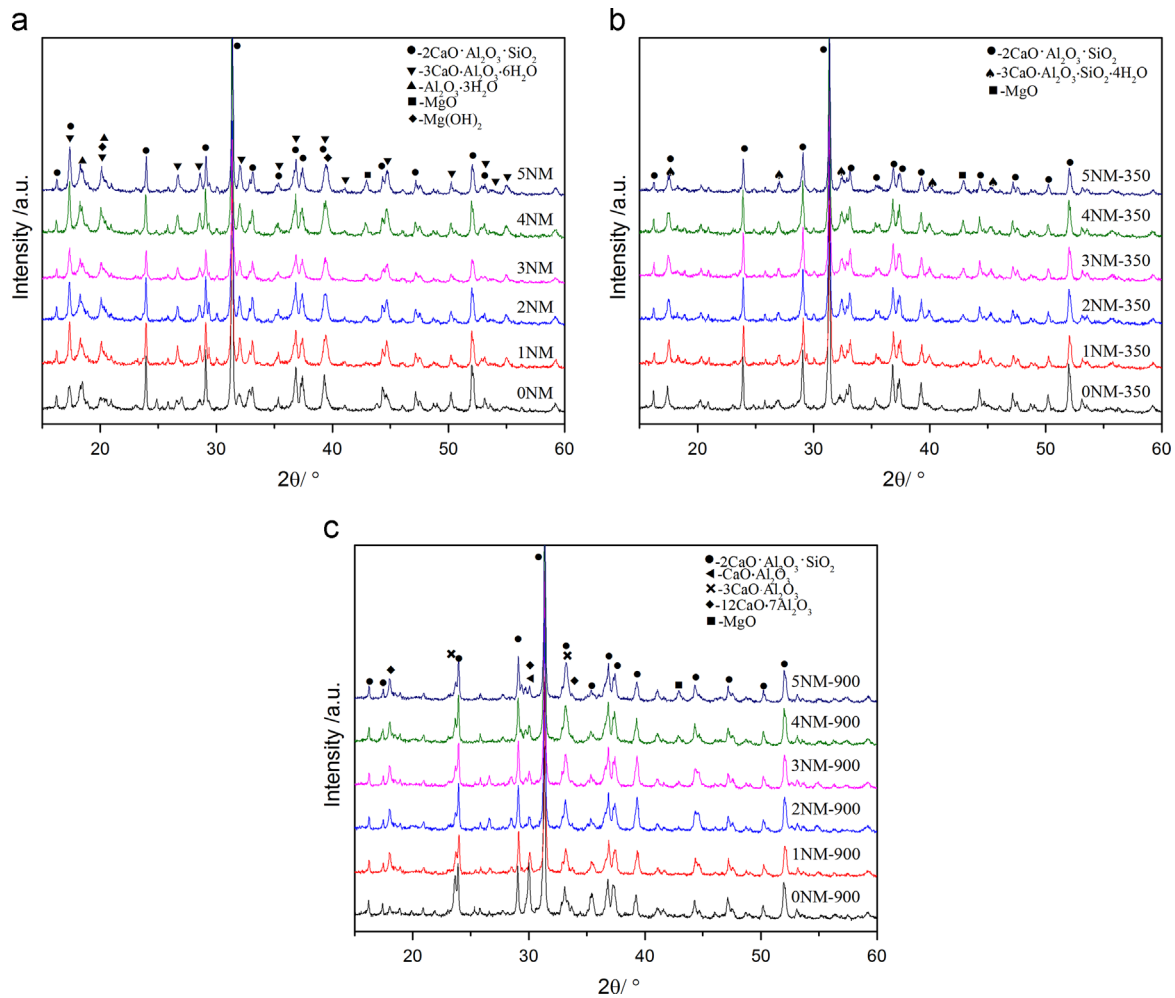 a
●-2CaO·Al₂O₃·SiO₂
▼-3CaO·Al₂O₃·6H₂O
▲-Al₂O₃·3H₂O
■-MgO
◆-Mg(OH)₂
5NM
4NM
3NM
2NM
1NM
0NM
Intensity /a.u.
20 30 40 50 60
2θ/ °
b
●-2CaO·Al₂O₃·SiO₂
♠-3CaO·Al₂O₃·SiO₂·4H₂O
■-MgO
5NM-350
4NM-350
3NM-350
2NM-350
1NM-350
0NM-350
Intensity /a.u.
20 30 40 50 60
2θ/ °
c
●-2CaO·Al₂O₃·SiO₂
◀-CaO·Al₂O₃
✖-3CaO·Al₂O₃
◆-12CaO·7Al₂O₃
■-MgO
5NM-900
4NM-900
3NM-900
2NM-900
1NM-900
0NM-900
Intensity /a.u.
20 30 40 50 60
2θ/ °